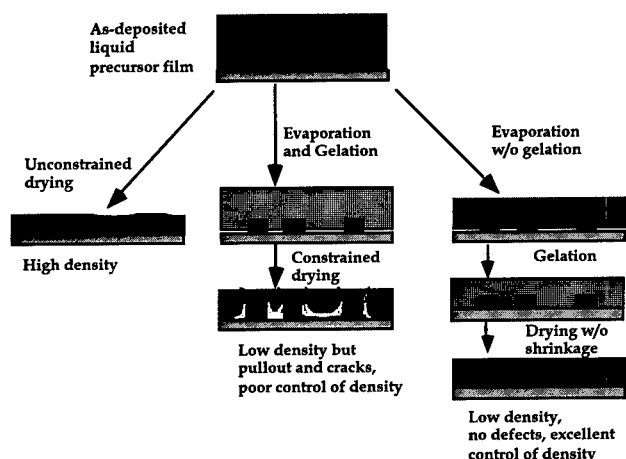 As-deposited
liquid
precursor film
Unconstrained
drying
High density
Evaporation
and Gelation
Constrained
drying
Low density but
pullout and cracks,
poor control of density
Evaporation
w/o gelation
Gelation
Drying w/o
shrinkage
Low density,
no defects, excellent
control of density